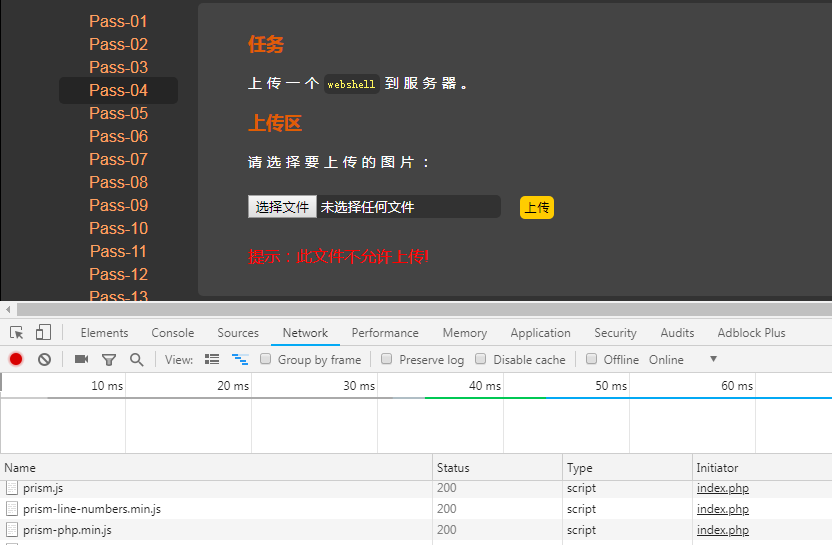 Pass-01
Pass-02
Pass-03
Pass-04
Pass-05
Pass-06
Pass-07
Pass-08
Pass-09
Pass-10
Pass-11
Pass-12
Pass-13
任务
上传一个 webshell 到服务器。
上传区
请选择要上传的图片：
选择文件 未选择任何文件 上传
提示：此文件不允许上传!
Elements Console Sources Network Performance Memory Application Security Audits Adblock Plus
View: Group by frame Preserve log Disable cache Offline Online
10 ms 20 ms 30 ms 40 ms 50 ms 60 ms
Name Status Type Initiator
prism.js 200 script index.php
prism-line-numbers.min.js 200 script index.php
prism-php.min.js 200 script index.php